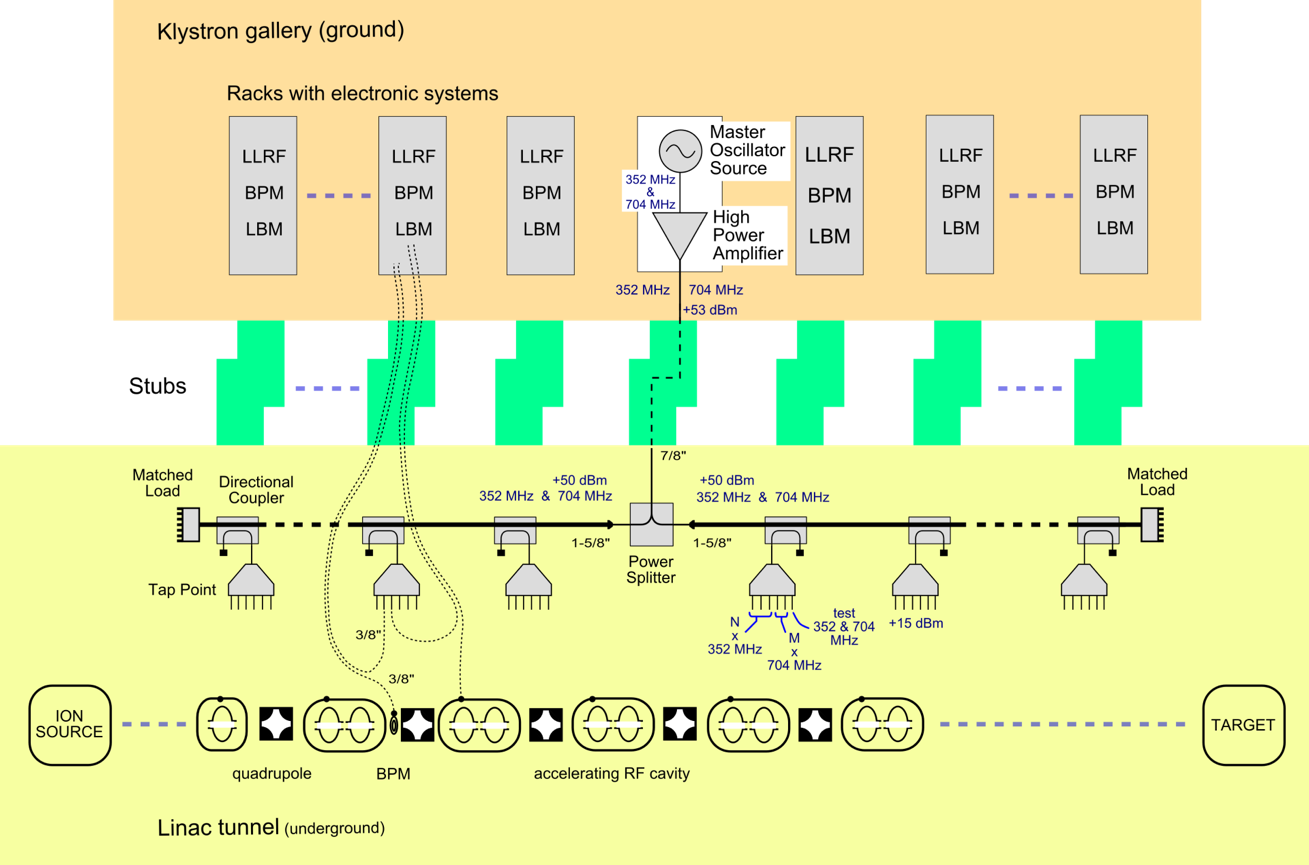 Klystron gallery (ground)
Racks with electronic systems
LLRF
BPM
LBM
LLRF
BPM
LBM
LLRF
BPM
LBM
Master
Oscillator
Source
352 MHz
&
704 MHz
High
Power
Amplifier
352 MHz
704 MHz
+53 dBm
LLRF
BPM
LBM
LLRF
BPM
LBM
LLRF
BPM
LBM
Stubs
7/8"
Matched
Load
Directional
Coupler
+50 dBm
352 MHz & 704 MHz
+50 dBm
352 MHz & 704 MHz
Matched
Load
1-5/8"
1-5/8"
Power
Splitter
Tap Point
N
x
352 MHz
M
x
704 MHz
test
352 & 704
MHz
+15 dBm
3/8"
3/8"
ION
SOURCE
TARGET
quadrupole
BPM
accelerating RF cavity
Linac tunnel (underground)